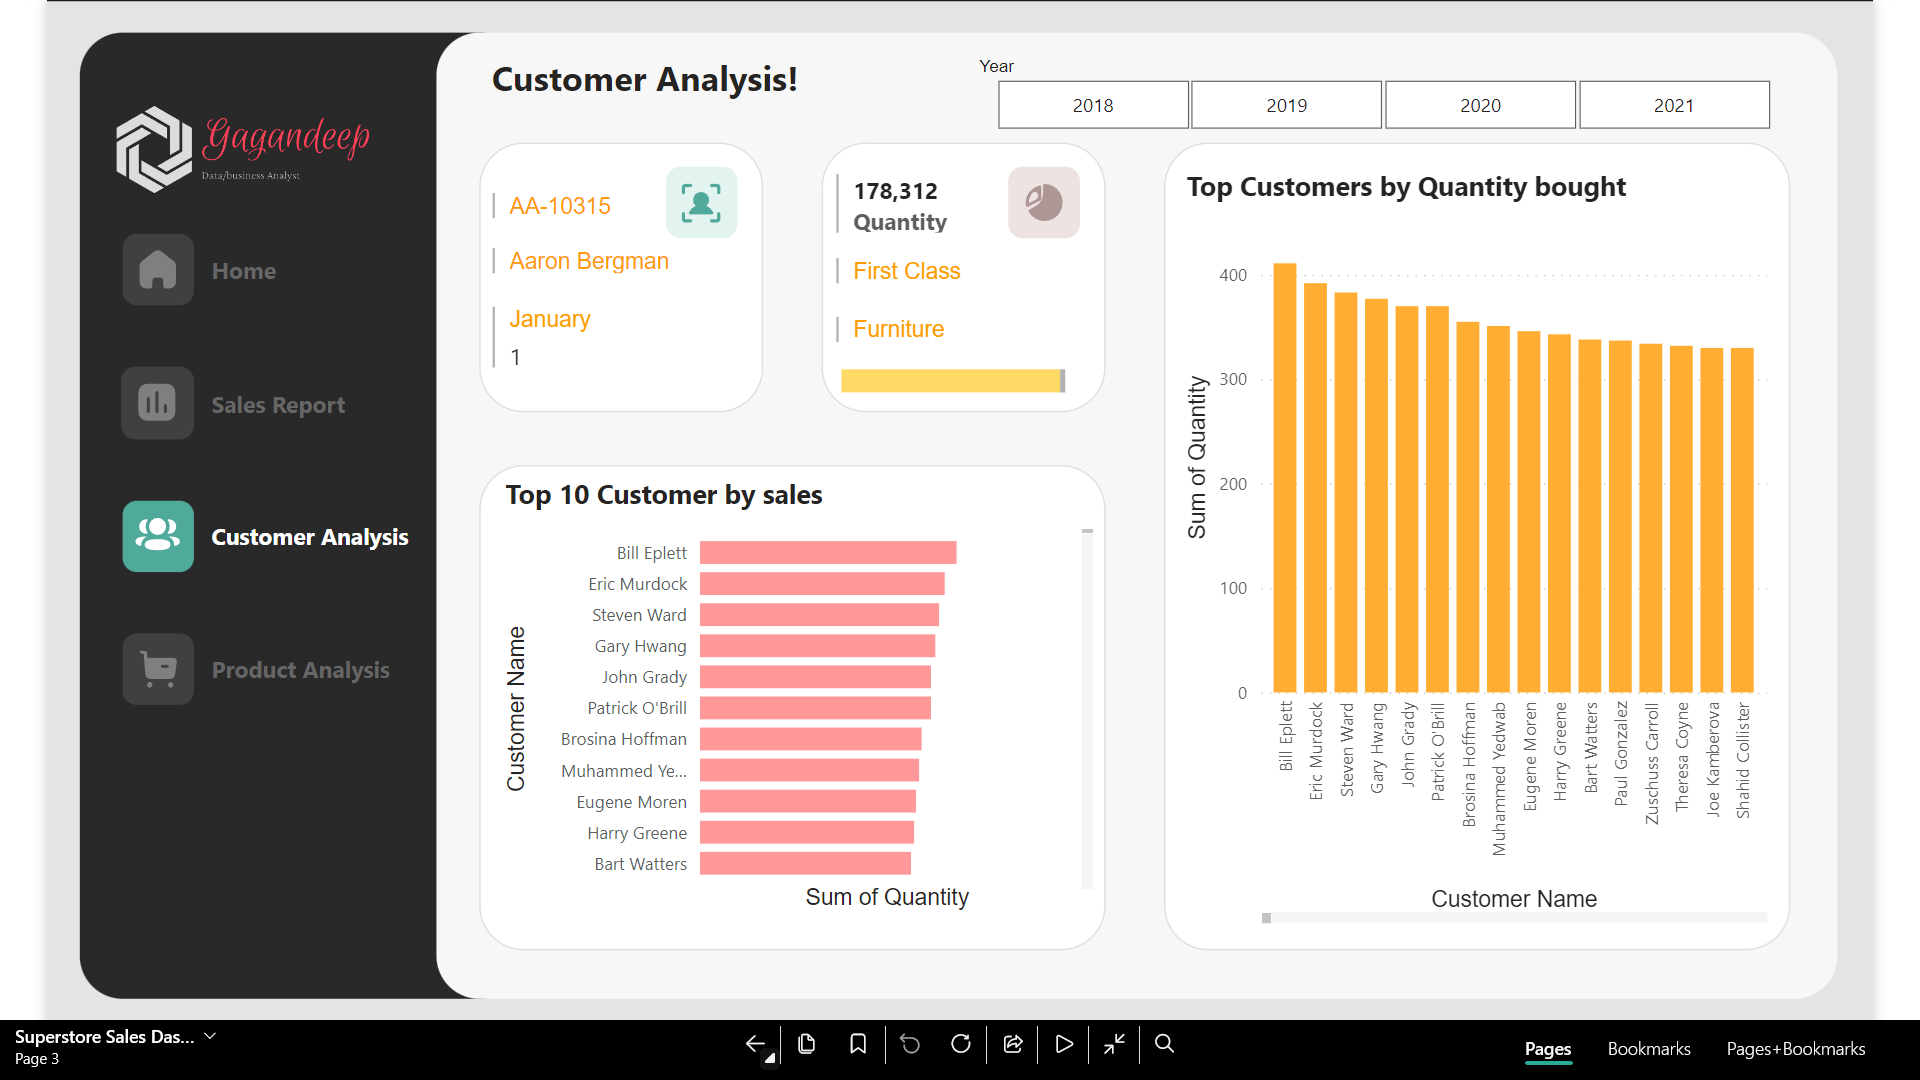 Gagandeep
Data/business Analyst
Home
Sales Report
Customer Analysis
Product Analysis
Customer Analysis!
Year
2018
2019
2020
2021
AA-10315
Aaron Bergman
January
1
178,312
Quantity
First Class
Furniture
Top 10 Customer by sales
Customer Name
Bill Eplett
Eric Murdock
Steven Ward
Gary Hwang
John Grady
Patrick O'Brill
Brosina Hoffman
Muhammed Ye...
Eugene Moren
Harry Greene
Bart Watters
Sum of Quantity
Top Customers by Quantity bought
Sum of Quantity
400
300
200
100
0
Bill Eplett
Eric Murdock
Steven Ward
Gary Hwang
John Grady
Patrick O'Brill
Brosina Hoffman
Muhammed Yedwab
Eugene Moren
Harry Greene
Bart Watters
Paul Gonzalez
Zuschuss Carroll
Theresa Coyne
Joe Kamberova
Shahid Collister
Customer Name
Superstore Sales Das...
Page 3
Pages
Bookmarks
Pages+Bookmarks